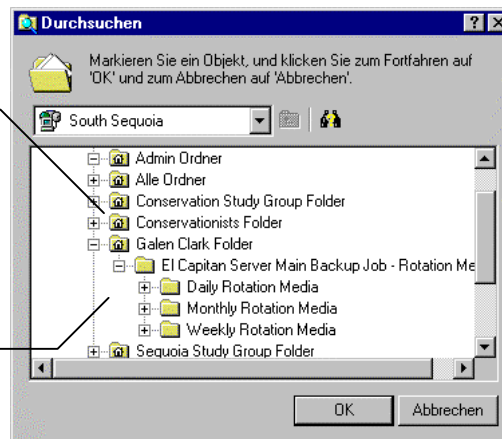 Durchsuchen
Markieren Sie ein Objekt, und klicken Sie zum Fortfahren auf
'OK' und zum Abbrechen auf 'Abbrechen'.
South Sequoia
Admin Ordner
Alle Ordner
Conservation Study Group Folder
Conservationists Folder
Galen Clark Folder
El Capitan Server Main Backup Job - Rotation Me
Daily Rotation Media
Monthly Rotation Media
Weekly Rotation Media
Sequoia Study Group Folder
OK
Abbrechen